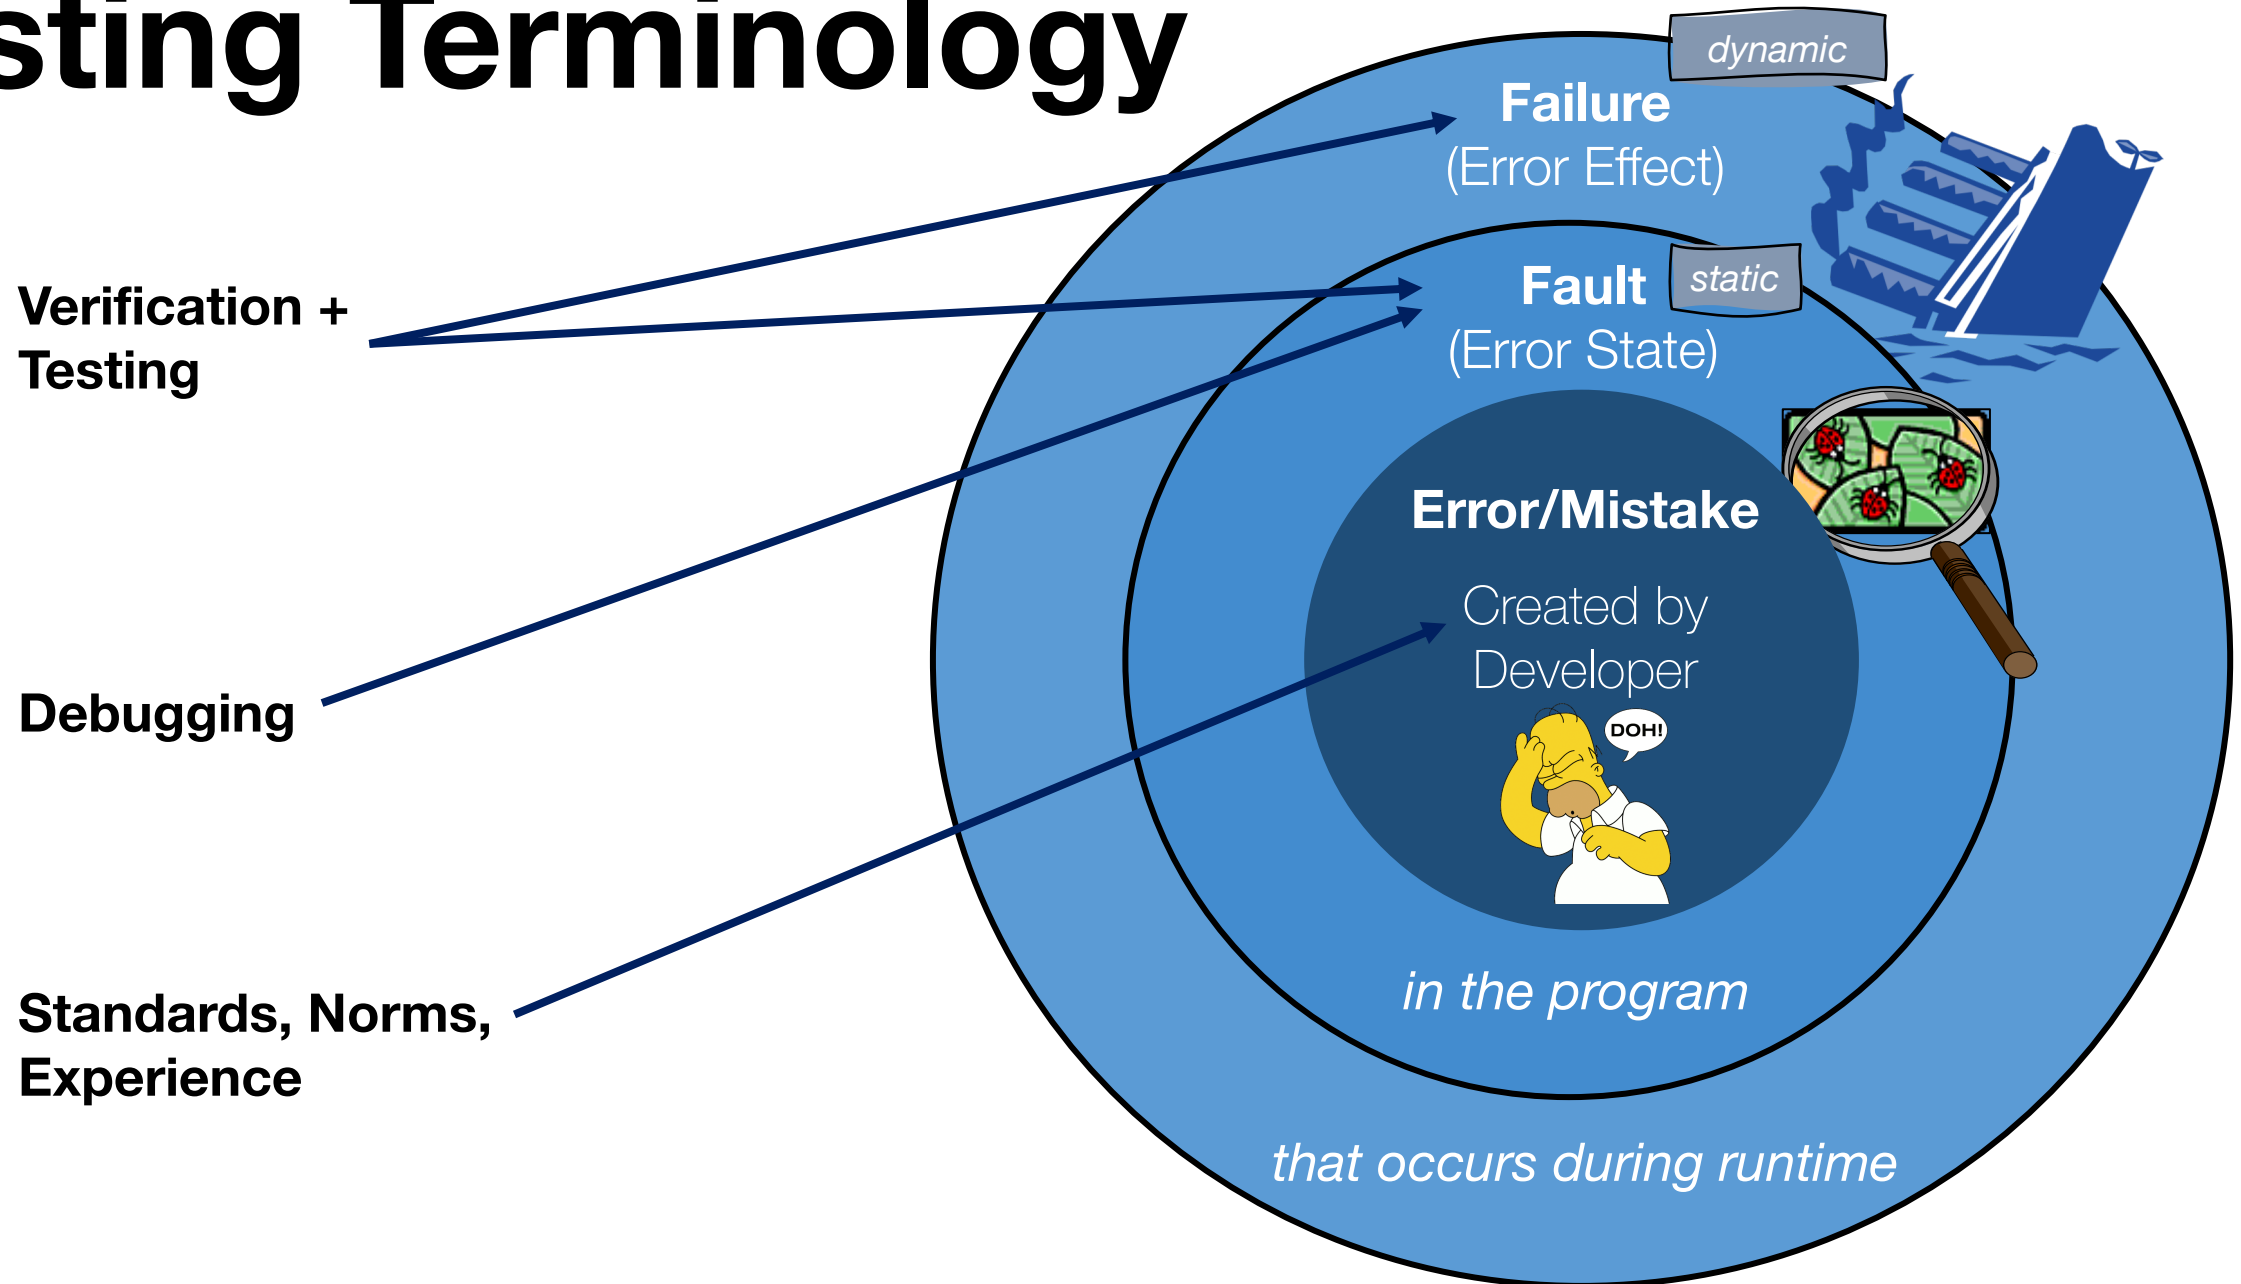 sting Terminology
dynamic
Failure
(Error Effect)
Fault
static
(Error State)
Verification +
Testing
Error/Mistake
Created by
Developer
DOH!
Debugging
in the program
Standards, Norms,
Experience
that occurs during runtime